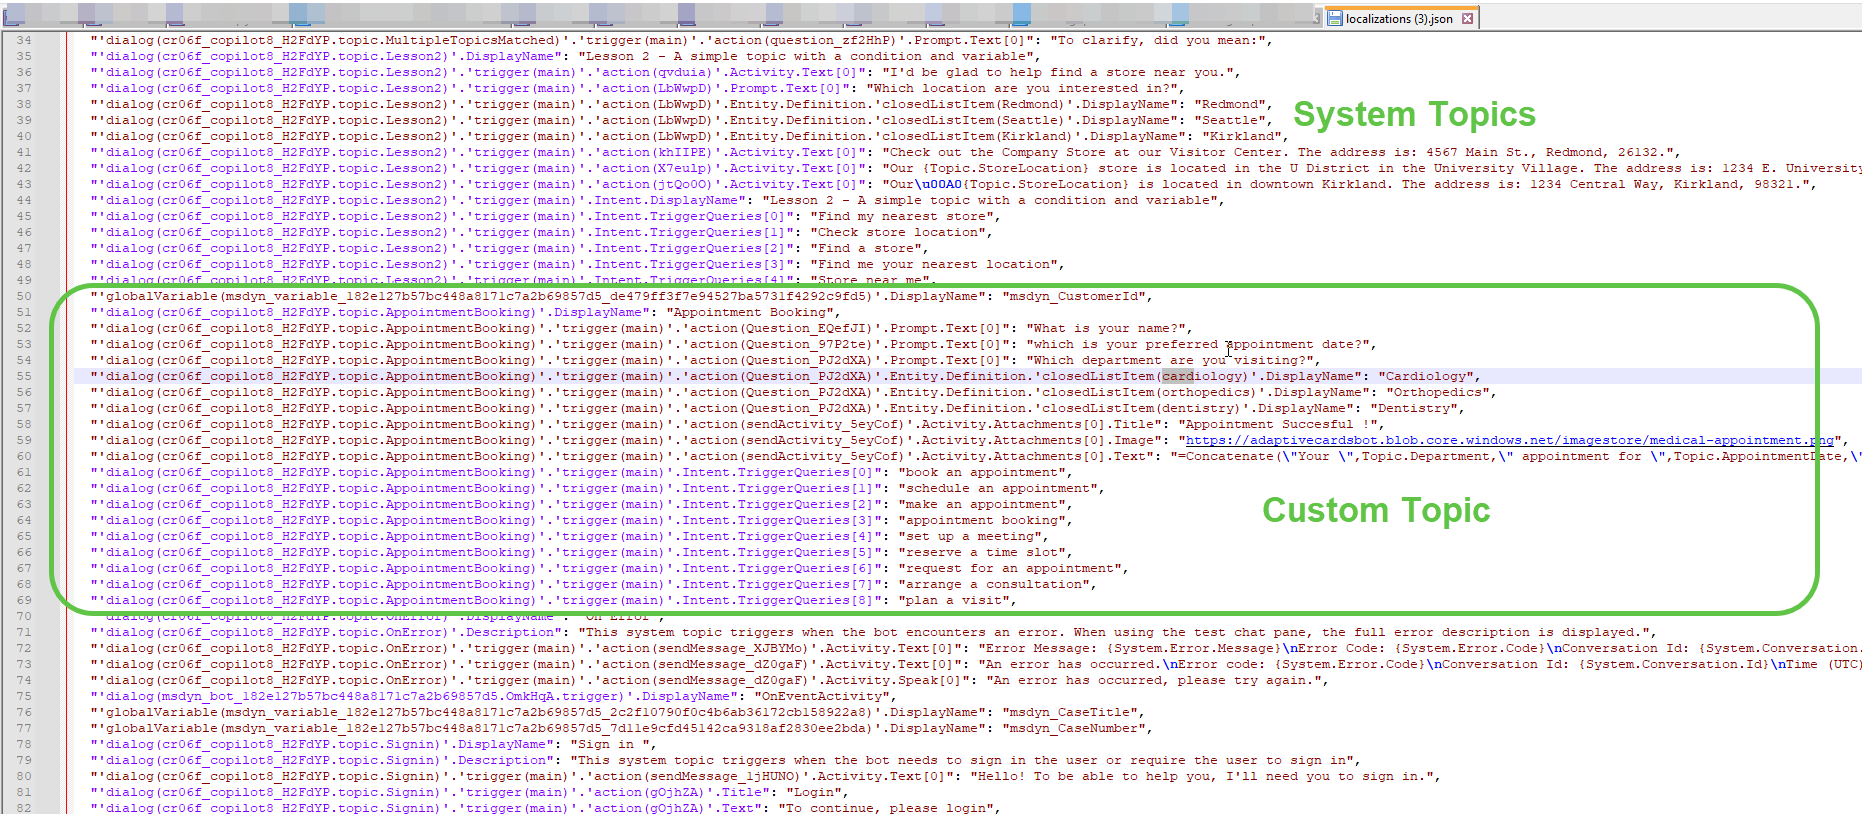 localizations (3).json
34 "'dialog(cr06f_copilot8_H2FdYP.topic.MultipleTopicsMatched)'.'trigger(main)'.'action(question_zf2HhP)'.Prompt.Text[0]": "To clarify, did you mean:",
35 "'dialog(cr06f_copilot8_H2FdYP.topic.Lesson2)'.DisplayName": "Lesson 2 - A simple topic with a condition and variable",
36 "'dialog(cr06f_copilot8_H2FdYP.topic.Lesson2)'.'trigger(main)'.'action(qvduia)'.Activity.Text[0]": "I'd be glad to help find a store near you.",
37 "'dialog(cr06f_copilot8_H2FdYP.topic.Lesson2)'.'trigger(main)'.'action(LbWwpD)'.Prompt.Text[0]": "Which location are you interested in?",
38 "'dialog(cr06f_copilot8_H2FdYP.topic.Lesson2)'.'trigger(main)'.'action(LbWwpD)'.Entity.Definition.'closedListItem(Redmond)'.DisplayName": "Redmond",
System Topics
39 "'dialog(cr06f_copilot8_H2FdYP.topic.Lesson2)'.'trigger(main)'.'action(LbWwpD)'.Entity.Definition.'closedListItem(Seattle)'.DisplayName": "Seattle",
40 "'dialog(cr06f_copilot8_H2FdYP.topic.Lesson2)'.'trigger(main)'.'action(LbWwpD)'.Entity.Definition.'closedListItem(Kirkland)'.DisplayName": "Kirkland",
41 "'dialog(cr06f_copilot8_H2FdYP.topic.Lesson2)'.'trigger(main)'.'action(khIIPE)'.Activity.Text[0]": "Check out the Company Store at our Visitor Center. The address is: 4567 Main St., Redmond, 26132.",
42 "'dialog(cr06f_copilot8_H2FdYP.topic.Lesson2)'.'trigger(main)'.'action(X7eulp)'.Activity.Text[0]": "Our {Topic.StoreLocation} store is located in the U District in the University Village. The address is: 1234 E. University
43 "'dialog(cr06f_copilot8_H2FdYP.topic.Lesson2)'.'trigger(main)'.'action(jtQo0O)'.Activity.Text[0]": "Our\u00A0{Topic.StoreLocation} is located in downtown Kirkland. The address is: 1234 Central Way, Kirkland, 98321.",
44 "'dialog(cr06f_copilot8_H2FdYP.topic.Lesson2)'.'trigger(main)'.Intent.DisplayName": "Lesson 2 - A simple topic with a condition and variable",
45 "'dialog(cr06f_copilot8_H2FdYP.topic.Lesson2)'.'trigger(main)'.Intent.TriggerQueries[0]": "Find my nearest store",
46 "'dialog(cr06f_copilot8_H2FdYP.topic.Lesson2)'.'trigger(main)'.Intent.TriggerQueries[1]": "Check store location",
47 "'dialog(cr06f_copilot8_H2FdYP.topic.Lesson2)'.'trigger(main)'.Intent.TriggerQueries[2]": "Find a store",
48 "'dialog(cr06f_copilot8_H2FdYP.topic.Lesson2)'.'trigger(main)'.Intent.TriggerQueries[3]": "Find me your nearest location",
49 "'dialog(cr06f_copilot8_H2FdYP.topic.Lesson2)'.'trigger(main)'.Intent.TriggerQueries[4]": "Store near me",
50 "'globalVariable(msdyn_variable_182e127b57bc448a8171c7a2b69857d5_de479ff3f7e94527ba5731f4292c9fd5)'.DisplayName": "msdyn_CustomerId",
51 "'dialog(cr06f_copilot8_H2FdYP.topic.AppointmentBooking)'.DisplayName": "Appointment Booking",
52 "'dialog(cr06f_copilot8_H2FdYP.topic.AppointmentBooking)'.'trigger(main)'.'action(Question_EQefJI)'.Prompt.Text[0]": "What is your name?",
53 "'dialog(cr06f_copilot8_H2FdYP.topic.AppointmentBooking)'.'trigger(main)'.'action(Question_97P2te)'.Prompt.Text[0]": "which is your preferred appointment date?",
54 "'dialog(cr06f_copilot8_H2FdYP.topic.AppointmentBooking)'.'trigger(main)'.'action(Question_PJ2dXA)'.Prompt.Text[0]": "Which department are you visiting?",
55 "'dialog(cr06f_copilot8_H2FdYP.topic.AppointmentBooking)'.'trigger(main)'.'action(Question_PJ2dXA)'.Entity.Definition.'closedListItem(cardiology)'.DisplayName": "Cardiology",
56 "'dialog(cr06f_copilot8_H2FdYP.topic.AppointmentBooking)'.'trigger(main)'.'action(Question_PJ2dXA)'.Entity.Definition.'closedListItem(orthopedics)'.DisplayName": "Orthopedics",
57 "'dialog(cr06f_copilot8_H2FdYP.topic.AppointmentBooking)'.'trigger(main)'.'action(Question_PJ2dXA)'.Entity.Definition.'closedListItem(dentistry)'.DisplayName": "Dentistry",
58 "'dialog(cr06f_copilot8_H2FdYP.topic.AppointmentBooking)'.'trigger(main)'.'action(sendActivity_5eyCof)'.Activity.Attachments[0].Title": "Appointment Succesful !",
59 "'dialog(cr06f_copilot8_H2FdYP.topic.AppointmentBooking)'.'trigger(main)'.'action(sendActivity_5eyCof)'.Activity.Attachments[0].Image": "https://adaptivecardsbot.blob.core.windows.net/imagestore/medical-appointment.png",
60 "'dialog(cr06f_copilot8_H2FdYP.topic.AppointmentBooking)'.'trigger(main)'.'action(sendActivity_5eyCof)'.Activity.Attachments[0].Text": "=Concatenate(\"Your \",Topic.Department,\" appointment for \",Topic.AppointmentDate,\"
61 "'dialog(cr06f_copilot8_H2FdYP.topic.AppointmentBooking)'.'trigger(main)'.Intent.TriggerQueries[0]": "book an appointment",
62 "'dialog(cr06f_copilot8_H2FdYP.topic.AppointmentBooking)'.'trigger(main)'.Intent.TriggerQueries[1]": "schedule an appointment",
63 "'dialog(cr06f_copilot8_H2FdYP.topic.AppointmentBooking)'.'trigger(main)'.Intent.TriggerQueries[2]": "make an appointment",
Custom Topic
64 "'dialog(cr06f_copilot8_H2FdYP.topic.AppointmentBooking)'.'trigger(main)'.Intent.TriggerQueries[3]": "appointment booking",
65 "'dialog(cr06f_copilot8_H2FdYP.topic.AppointmentBooking)'.'trigger(main)'.Intent.TriggerQueries[4]": "set up a meeting",
66 "'dialog(cr06f_copilot8_H2FdYP.topic.AppointmentBooking)'.'trigger(main)'.Intent.TriggerQueries[5]": "reserve a time slot",
67 "'dialog(cr06f_copilot8_H2FdYP.topic.AppointmentBooking)'.'trigger(main)'.Intent.TriggerQueries[6]": "request for an appointment",
68 "'dialog(cr06f_copilot8_H2FdYP.topic.AppointmentBooking)'.'trigger(main)'.Intent.TriggerQueries[7]": "arrange a consultation",
69 "'dialog(cr06f_copilot8_H2FdYP.topic.AppointmentBooking)'.'trigger(main)'.Intent.TriggerQueries[8]": "plan a visit",
70 "'dialog(cr06f_copilot8_H2FdYP.topic.OnError)'.DisplayName": "On Error",
71 "'dialog(cr06f_copilot8_H2FdYP.topic.OnError)'.Description": "This system topic triggers when the bot encounters an error. When using the test chat pane, the full error description is displayed.",
72 "'dialog(cr06f_copilot8_H2FdYP.topic.OnError)'.'trigger(main)'.'action(sendMessage_XJBYMo)'.Activity.Text[0]": "Error Message: {System.Error.Message}\nError Code: {System.Error.Code}\nConversation Id: {System.Conversation.
73 "'dialog(cr06f_copilot8_H2FdYP.topic.OnError)'.'trigger(main)'.'action(sendMessage_dZ0gaF)'.Activity.Text[0]": "An error has occurred.\nError code: {System.Error.Code}\nConversation Id: {System.Conversation.Id}\nTime (UTC)
74 "'dialog(cr06f_copilot8_H2FdYP.topic.OnError)'.'trigger(main)'.'action(sendMessage_dZ0gaF)'.Activity.Speak[0]": "An error has occurred, please try again.",
75 "'dialog(msdyn_bot_182e127b57bc448a8171c7a2b69857d5.OmkHqA.trigger)'.DisplayName": "OnEventActivity",
76 "'globalVariable(msdyn_variable_182e127b57bc448a8171c7a2b69857d5_2c2f10790f0c4b6ab36172cb158922a8)'.DisplayName": "msdyn_CaseTitle",
77 "'globalVariable(msdyn_variable_182e127b57bc448a8171c7a2b69857d5_7d11e9cfd45142ca9318af2830ee2bda)'.DisplayName": "msdyn_CaseNumber",
78 "'dialog(cr06f_copilot8_H2FdYP.topic.Signin)'.DisplayName": "Sign in ",
79 "'dialog(cr06f_copilot8_H2FdYP.topic.Signin)'.Description": "This system topic triggers when the bot needs to sign in the user or require the user to sign in",
80 "'dialog(cr06f_copilot8_H2FdYP.topic.Signin)'.'trigger(main)'.'action(sendMessage_1jHUNO)'.Activity.Text[0]": "Hello! To be able to help you, I'll need you to sign in.",
81 "'dialog(cr06f_copilot8_H2FdYP.topic.Signin)'.'trigger(main)'.'action(gOjhZA)'.Title": "Login",
82 "'dialog(cr06f_copilot8_H2FdYP.topic.Signin)'.'trigger(main)'.'action(gOjhZA)'.Text": "To continue, please login",